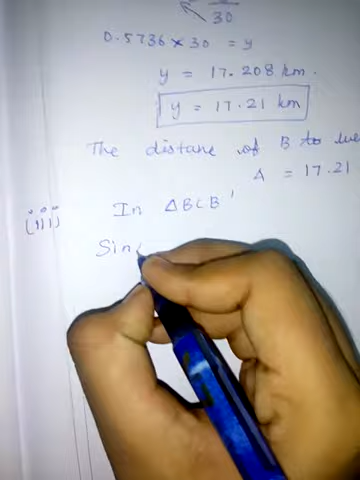 30
0.5736 × 30 = y
y = 17.208 km.
y = 17.21 km
The distane of B to
A = 17.21
(iii) In ΔBCB'
Sin